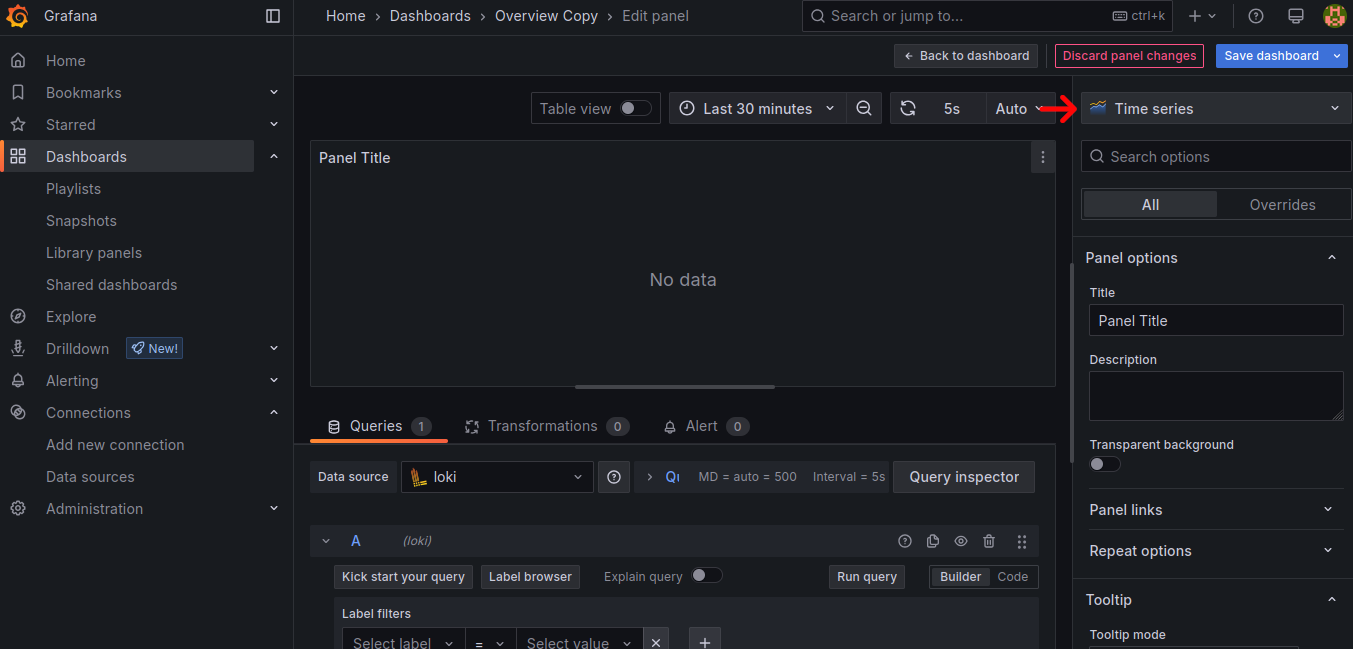 Grafana
Home › Dashboards › Overview Copy › Edit panel
Search or jump to...
ctrl+k
Back to dashboard
Discard panel changes
Save dashboard
Home
Bookmarks
Starred
Dashboards
Playlists
Snapshots
Library panels
Shared dashboards
Explore
Drilldown
New!
Alerting
Connections
Add new connection
Data sources
Administration
Table view
Last 30 minutes
5s
Auto
Panel Title
No data
Queries 1
Transformations 0
Alert 0
Data source
loki
MD = auto = 500
Interval = 5s
Query inspector
A
(loki)
Kick start your query
Label browser
Explain query
Run query
Builder
Code
Label filters
Select label
=
Select value
Time series
Search options
All
Overrides
Panel options
Title
Panel Title
Description
Transparent background
Panel links
Repeat options
Tooltip
Tooltip mode